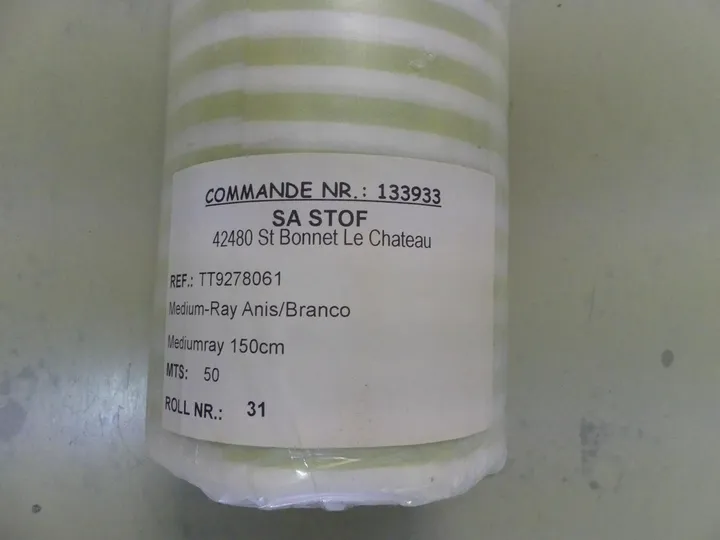 COMMANDE NR.: 133933
SA STOF
42480 St Bonnet Le Chateau
REF.: TT9278061
Medium-Ray Anis/Branco
Mediumray 150cm
MTS: 50
ROLL NR.: 31